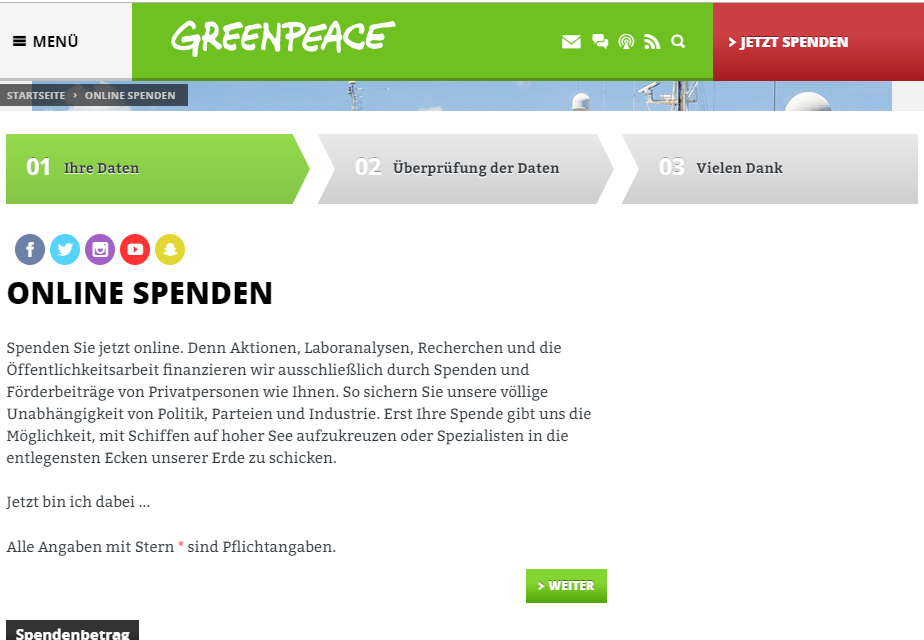 MENÜ
GREENPEACE
> JETZT SPENDEN
STARTSEITE › ONLINE SPENDEN
01 Ihre Daten
02 Überprüfung der Daten
03 Vielen Dank
ONLINE SPENDEN
Spenden Sie jetzt online. Denn Aktionen, Laboranalysen, Recherchen und die
Öffentlichkeitsarbeit finanzieren wir ausschließlich durch Spenden und
Förderbeiträge von Privatpersonen wie Ihnen. So sichern Sie unsere völlige
Unabhängigkeit von Politik, Parteien und Industrie. Erst Ihre Spende gibt uns die
Möglichkeit, mit Schiffen auf hoher See aufzukreuzen oder Spezialisten in die
entlegensten Ecken unserer Erde zu schicken.
Jetzt bin ich dabei ...
Alle Angaben mit Stern * sind Pflichtangaben.
> WEITER
Spendenbetrag